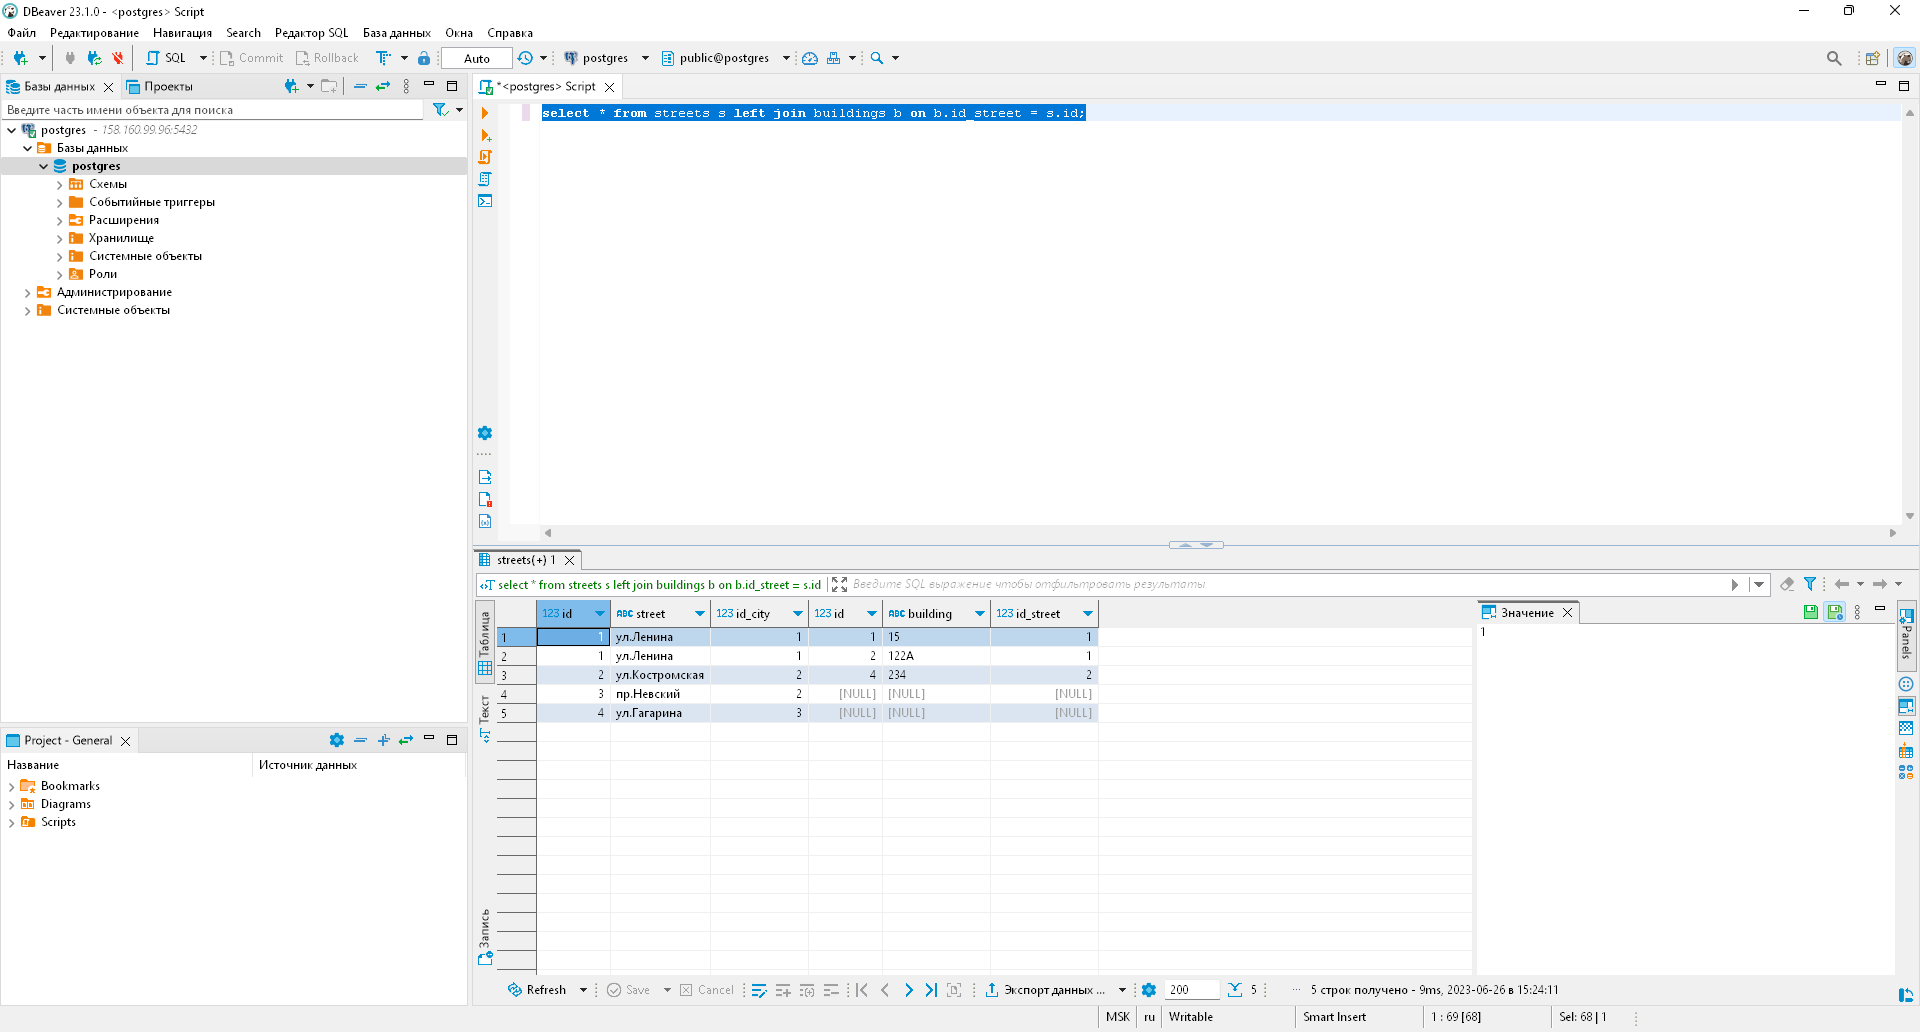 DBeaver 23.1.0 - <postgres> Script
Файл Редактирование Навигация Search Редактор SQL База данных Окна Справка
SQL Commit Rollback Auto postgres public@postgres
Базы данных Проекты
Введите часть имени объекта для поиска
postgres - 158.160.99.96:5432
Базы данных
postgres
Схемы
Событийные триггеры
Расширения
Хранилище
Системные объекты
Роли
Администрирование
Системные объекты
Project - General
Название Источник данных
Bookmarks
Diagrams
Scripts
*<postgres> Script
select * from streets s left join buildings b on b.id_street = s.id;
streets(+) 1
select * from streets s left join buildings b on b.id_street = s.id Введите SQL выражение чтобы отфильтровать результаты
Таблица
Текст
Запись
123 id ABC street 123 id_city 123 id ABC building 123 id_street
1 1 ул.Ленина 1 1 15 1
2 1 ул.Ленина 1 2 122А 1
3 2 ул.Костромская 2 4 234 2
4 3 пр.Невский 2 [NULL] [NULL] [NULL]
5 4 ул.Гагарина 3 [NULL] [NULL] [NULL]
Значение
1
Panels
Refresh Save Cancel Экспорт данных ... 200 5 ... 5 строк получено - 9ms, 2023-06-26 в 15:24:11
MSK ru Writable Smart Insert 1 : 69 [68] Sel: 68 | 1